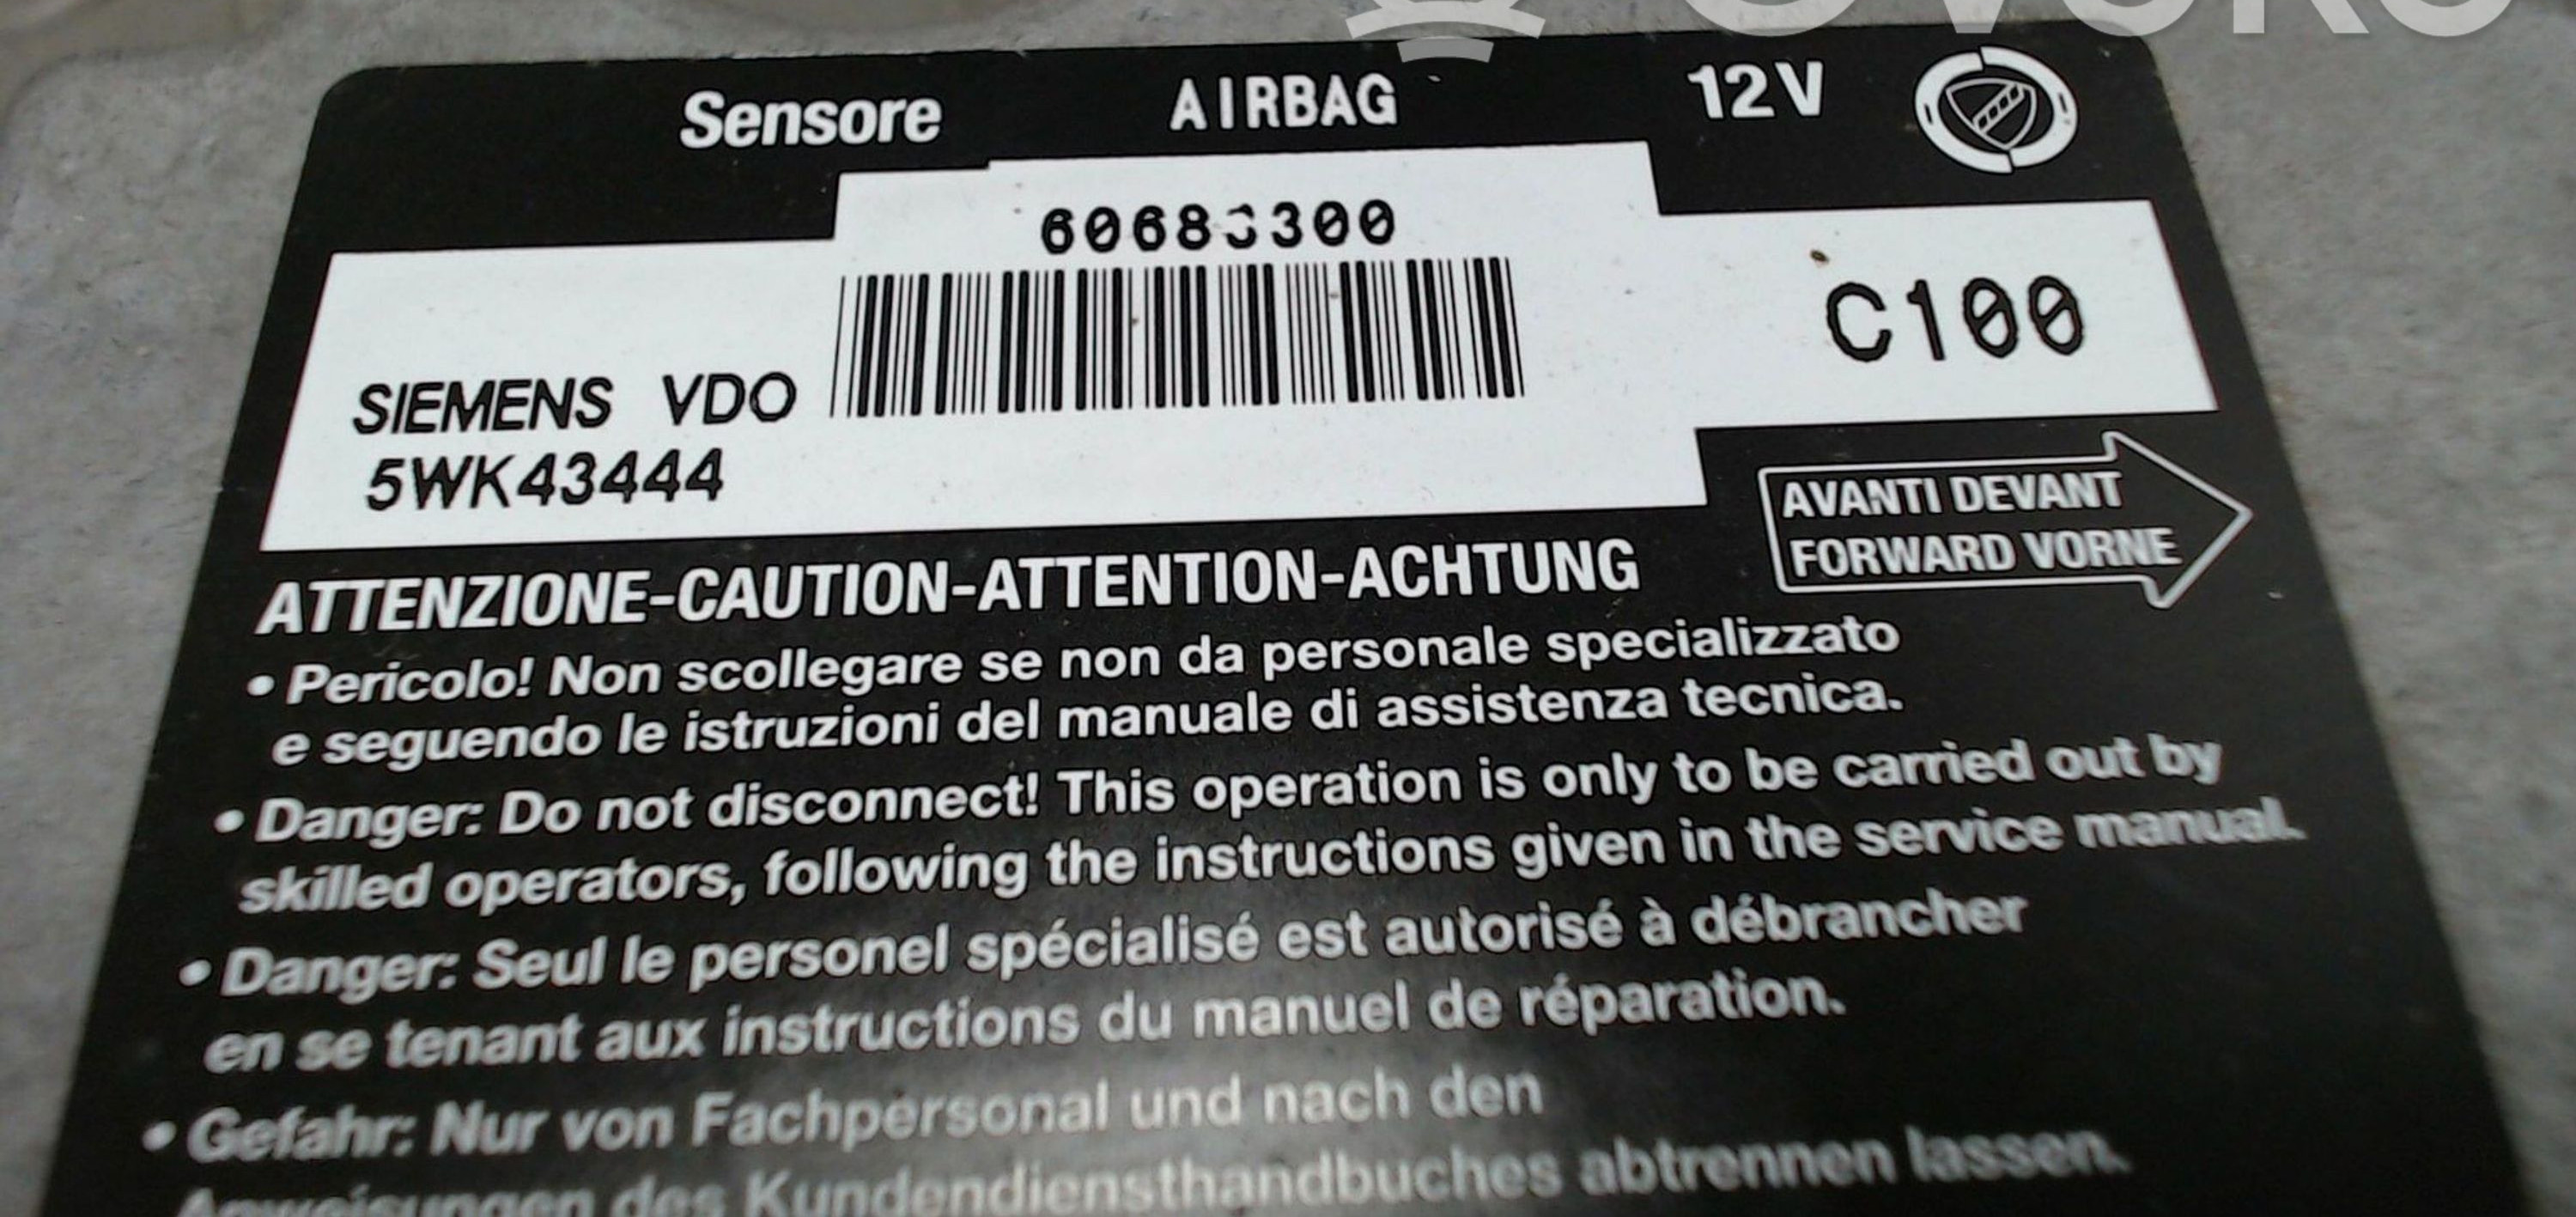 Sensore AIRBAG 12V
60683300
C100
SIEMENS VDO
5WK43444
AVANTI DEVANT
FORWARD VORNE
ATTENZIONE-CAUTION-ATTENTION-ACHTUNG
• Pericolo! Non scollegare se non da personale specializzato
e seguendo le istruzioni del manuale di assistenza tecnica.
• Danger: Do not disconnect! This operation is only to be carried out by
skilled operators, following the instructions given in the service manual.
• Danger: Seul le personel spécialisé est autorisé à débrancher
en se tenant aux instructions du manuel de réparation.
• Gefahr: Nur von Fachpersonal und nach den
Anweisungen des Kundendiensthandbuches abtrennen lassen.